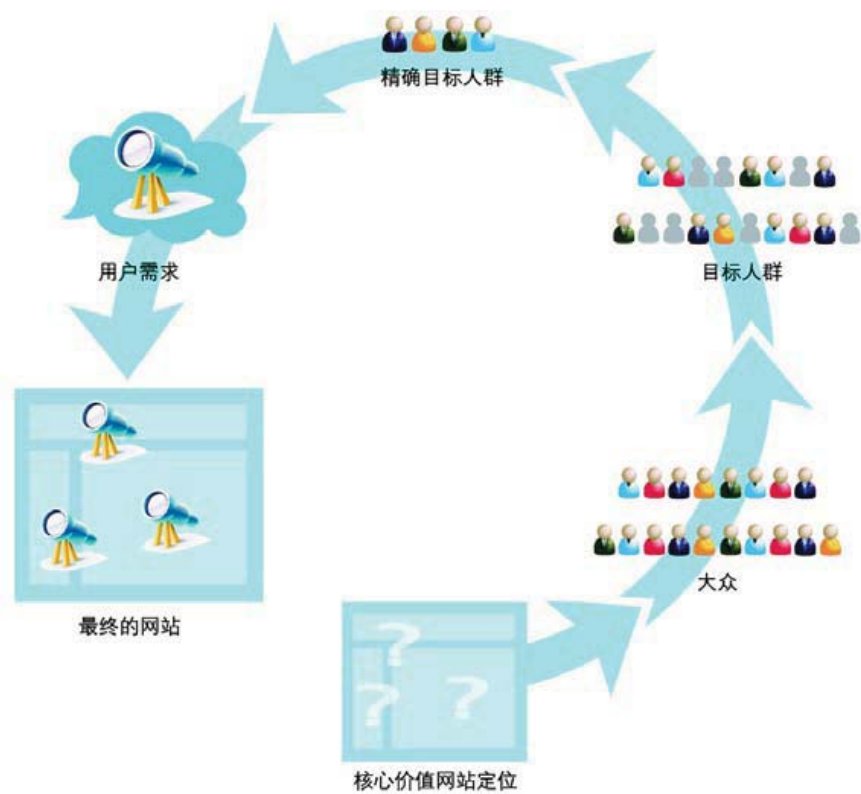 精确目标人群
用户需求
目标人群
大众
最终的网站
核心价值网站定位